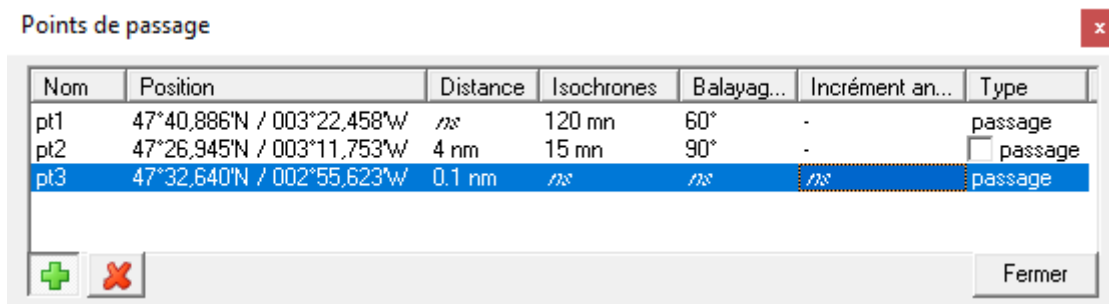 Points de passage
x
Nom Position Distance Isochrones Balayag... Incrément an... Type
pt1 47°40,886'N / 003°22,458'W ns 120 mn 60° - passage
pt2 47°26,945'N / 003°11,753'W 4 nm 15 mn 90° - passage
pt3 47°32,640'N / 002°55,623'W 0.1 nm ns ns ns passage
Fermer